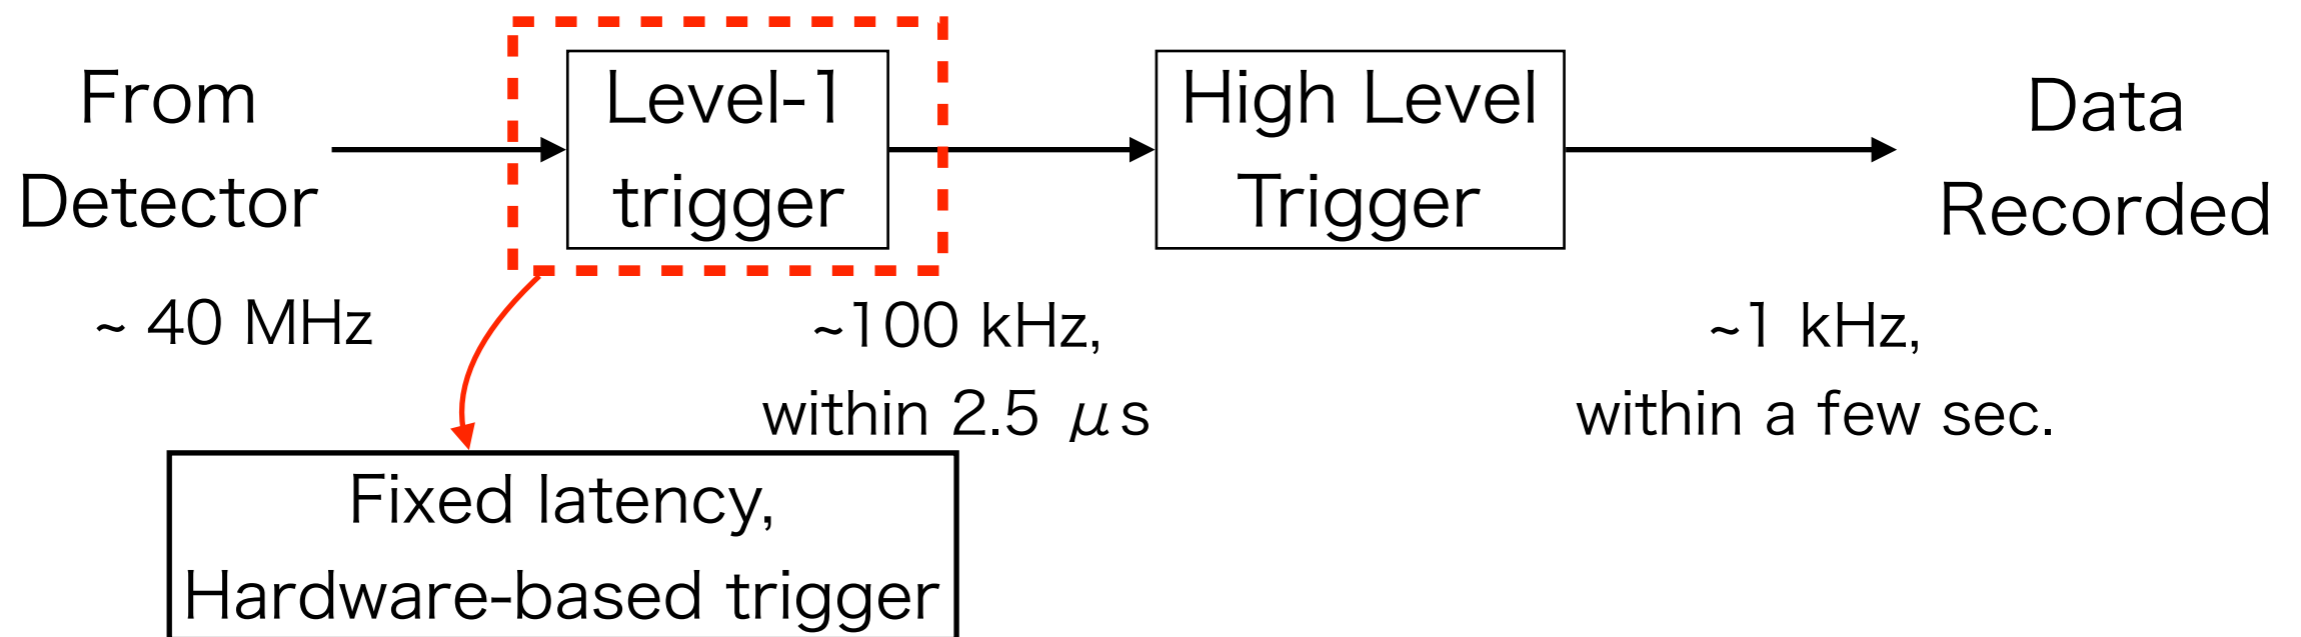 From
Detector
Level-1
trigger
High Level
Trigger
Data
Recorded
~ 40 MHz
~100 kHz,
within 2.5 μs
~1 kHz,
within a few sec.
Fixed latency,
Hardware-based trigger